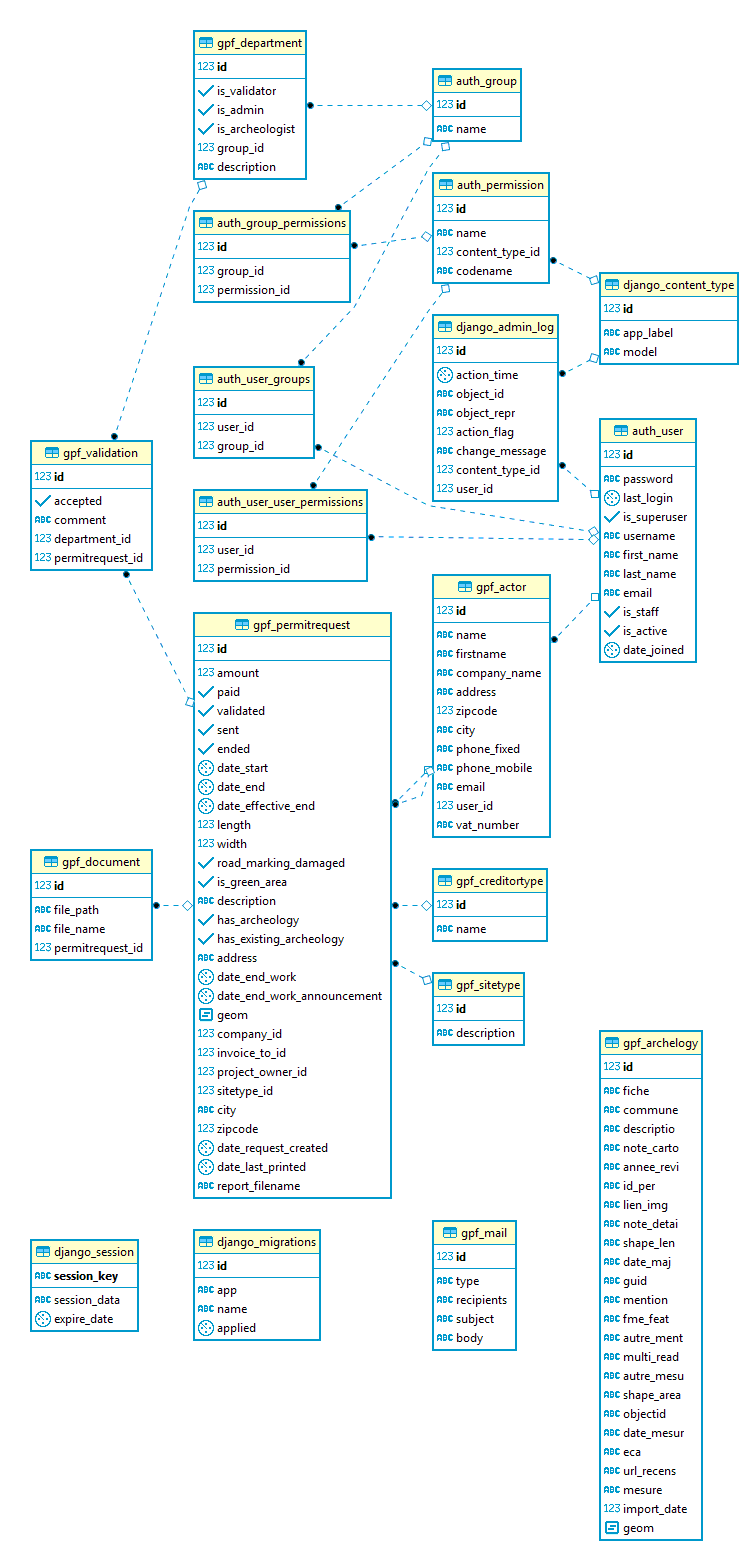 gpf_department
123 id
is_validator
is_admin
is_archeologist
123 group_id
ABC description
auth_group
123 id
ABC name
auth_permission
123 id
ABC name
123 content_type_id
ABC codename
auth_group_permissions
123 id
123 group_id
123 permission_id
django_content_type
123 id
ABC app_label
ABC model
django_admin_log
123 id
action_time
ABC object_id
ABC object_repr
123 action_flag
ABC change_message
123 content_type_id
123 user_id
auth_user_groups
123 id
123 user_id
123 group_id
auth_user
123 id
ABC password
last_login
is_superuser
ABC username
ABC first_name
ABC last_name
ABC email
is_staff
is_active
date_joined
gpf_validation
123 id
accepted
ABC comment
123 department_id
123 permitrequest_id
auth_user_user_permissions
123 id
123 user_id
123 permission_id
gpf_actor
123 id
ABC name
ABC firstname
ABC company_name
ABC address
123 zipcode
ABC city
ABC phone_fixed
ABC phone_mobile
ABC email
123 user_id
ABC vat_number
gpf_permitrequest
123 id
123 amount
paid
validated
sent
ended
date_start
date_end
date_effective_end
123 length
123 width
road_marking_damaged
is_green_area
ABC description
has_archeology
has_existing_archeology
ABC address
date_end_work
date_end_work_announcement
geom
123 company_id
123 invoice_to_id
123 project_owner_id
123 sitetype_id
ABC city
123 zipcode
date_request_created
date_last_printed
ABC report_filename
gpf_document
123 id
ABC file_path
ABC file_name
123 permitrequest_id
gpf_creditortype
123 id
ABC name
gpf_sitetype
123 id
ABC description
gpf_archelogy
123 id
ABC fiche
ABC commune
ABC descriptio
ABC note_carto
ABC annee_revi
ABC id_per
ABC lien_img
ABC note_detai
ABC shape_len
ABC date_maj
ABC guid
ABC mention
ABC fme_feat
ABC autre_ment
ABC multi_read
ABC autre_mesu
ABC shape_area
ABC objectid
ABC date_mesur
ABC eca
ABC url_recens
ABC mesure
123 import_date
geom
django_session
ABC session_key
ABC session_data
expire_date
django_migrations
123 id
ABC app
ABC name
applied
gpf_mail
123 id
ABC type
ABC recipients
ABC subject
ABC body